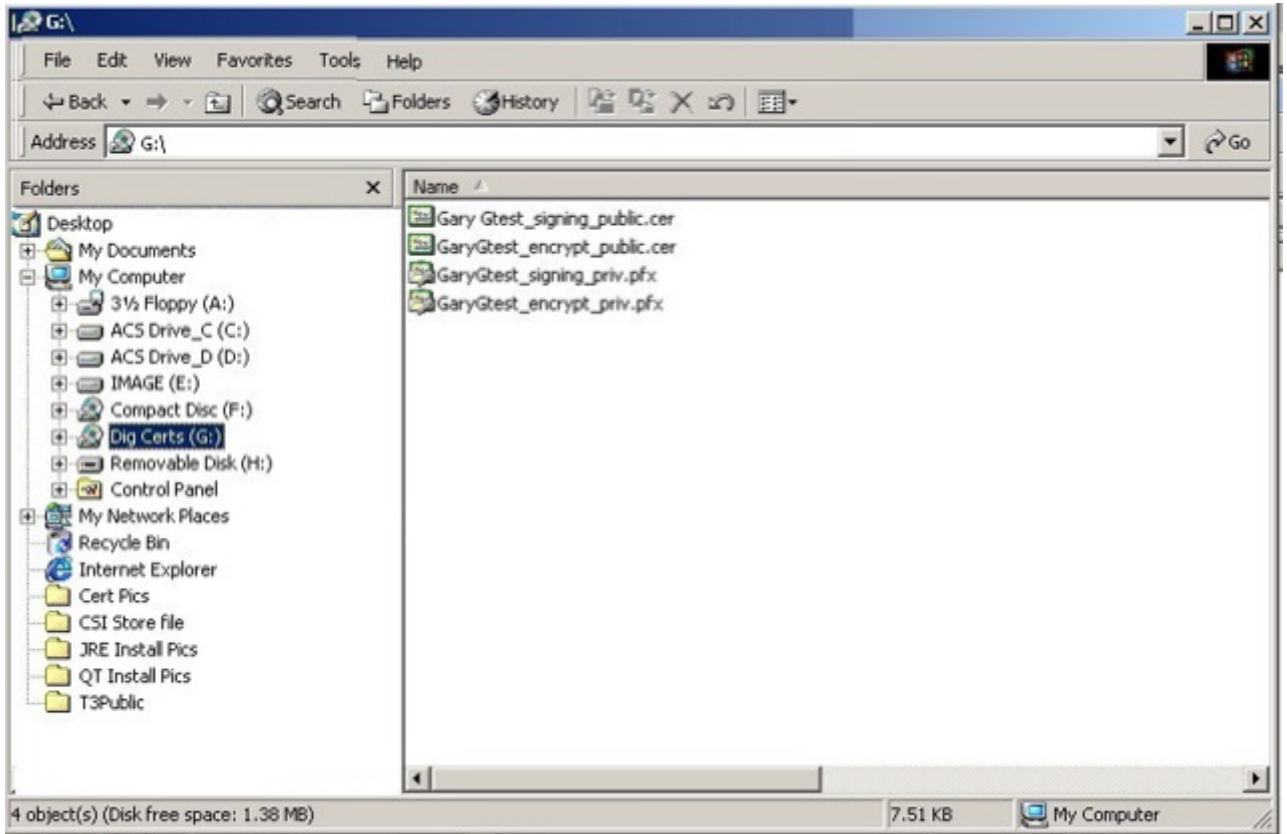 G:\
File Edit View Favorites Tools Help
Back Search Folders History
Address G:\ Go
Folders
Name
Desktop
My Documents
My Computer
3½ Floppy (A:)
ACS Drive_C (C:)
ACS Drive_D (D:)
IMAGE (E:)
Compact Disc (F:)
Dig Certs (G:)
Removable Disk (H:)
Control Panel
My Network Places
Recycle Bin
Internet Explorer
Cert Pics
CSI Store file
JRE Install Pics
QT Install Pics
T3Public
Gary Gtest_signing_public.cer
GaryGtest_encrypt_public.cer
GaryGtest_signing_priv.pfx
GaryGtest_encrypt_priv.pfx
4 object(s) (Disk free space: 1.38 MB) 7.51 KB My Computer